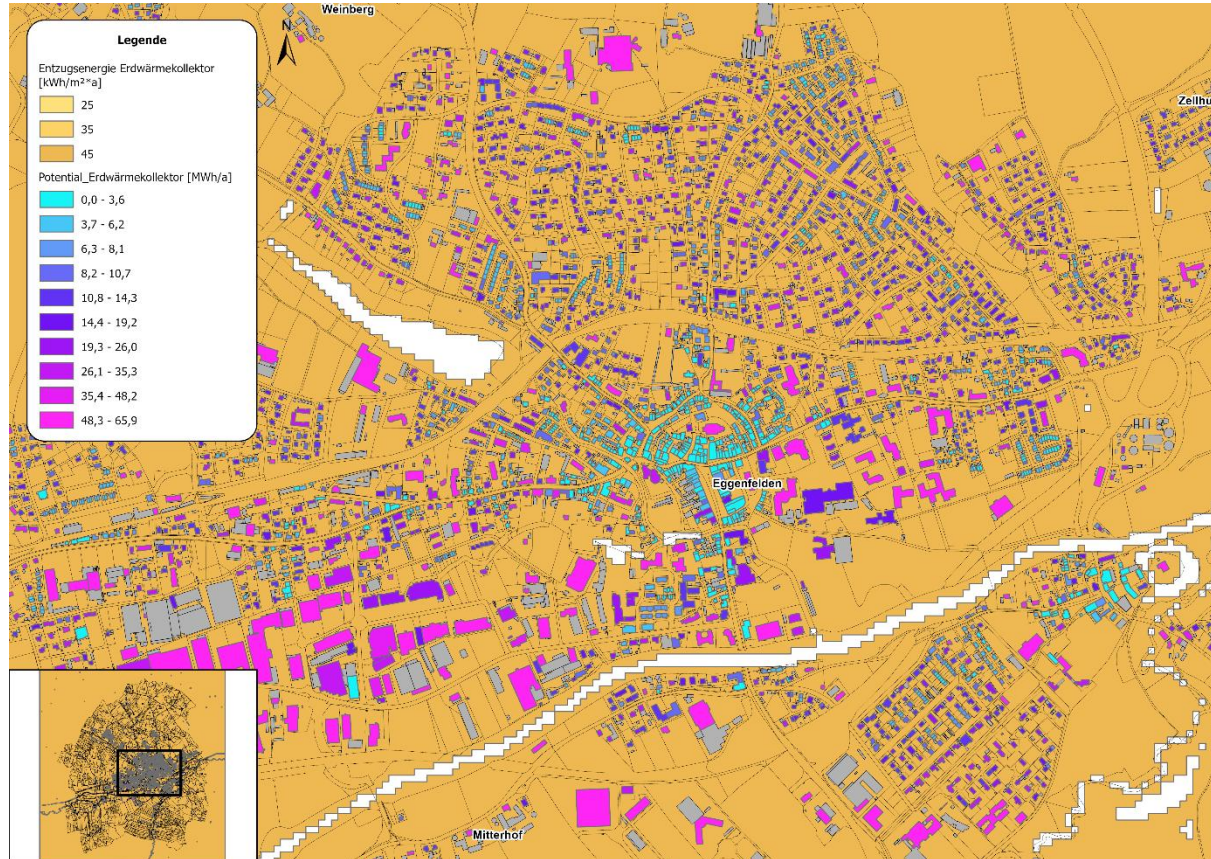 Weinberg
N
Legende
Entzugsenergie Erdwärmekollektor
[kWh/m²*a]
25
35
45
Potential_Erdwärmekollektor [MWh/a]
0,0 - 3,6
3,7 - 6,2
6,3 - 8,1
8,2 - 10,7
10,8 - 14,3
14,4 - 19,2
19,3 - 26,0
26,1 - 35,3
35,4 - 48,2
48,3 - 65,9
Zellhu
Eggenfelden
Mitterhof